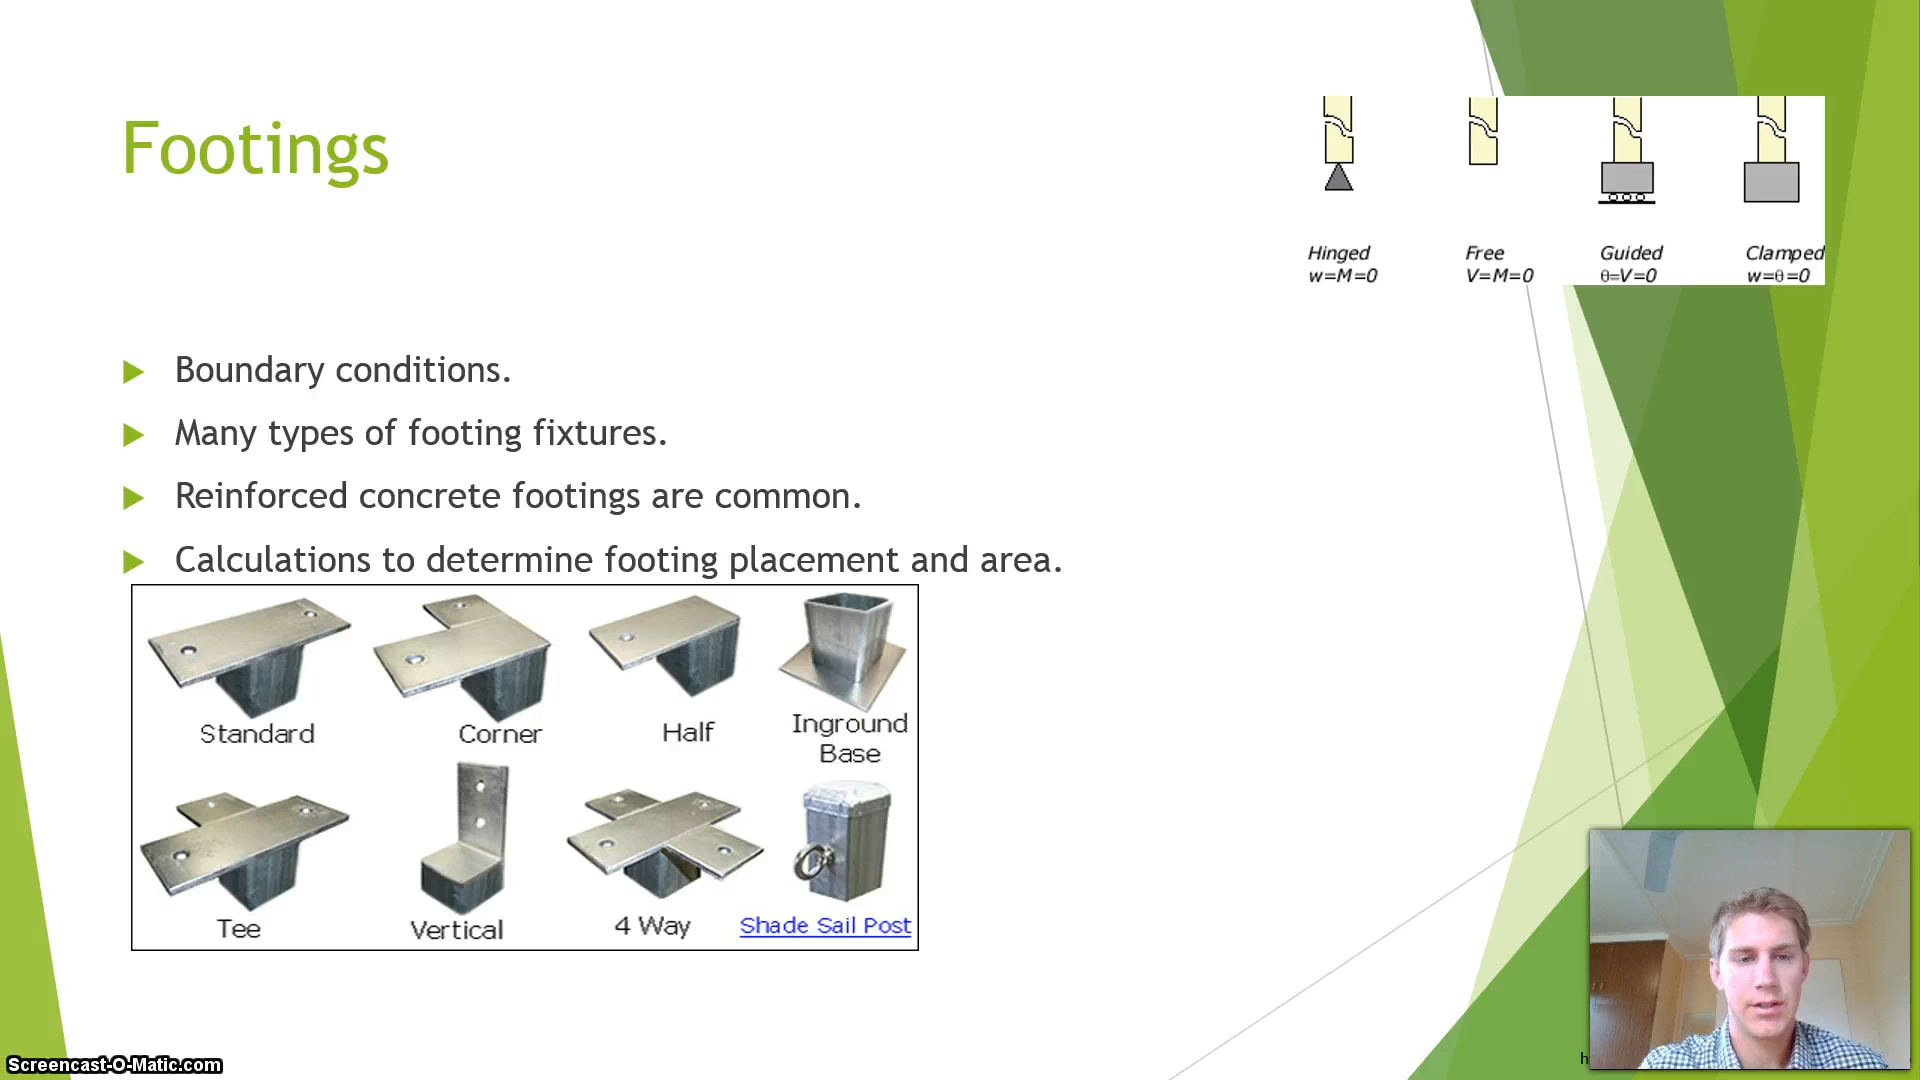 Footings
Hinged
w=M=0
Free
V=M=0
Guided
θ=V=0
Clamped
w=θ=0
Boundary conditions.
Many types of footing fixtures.
Reinforced concrete footings are common.
Calculations to determine footing placement and area.
Standard
Corner
Half
Inground
Base
Tee
Vertical
4 Way
Shade Sail Post
Screencast-O-Matic.com